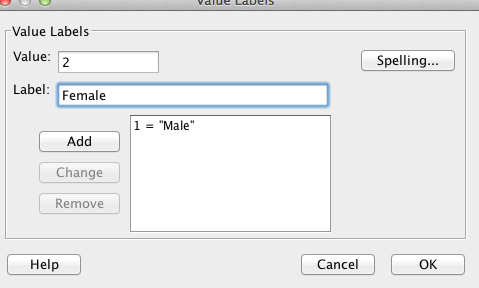 Value Labels
Value Labels
Value: 2
Spelling...
Label: Female
Add
1 = "Male"
Change
Remove
Help
Cancel
OK